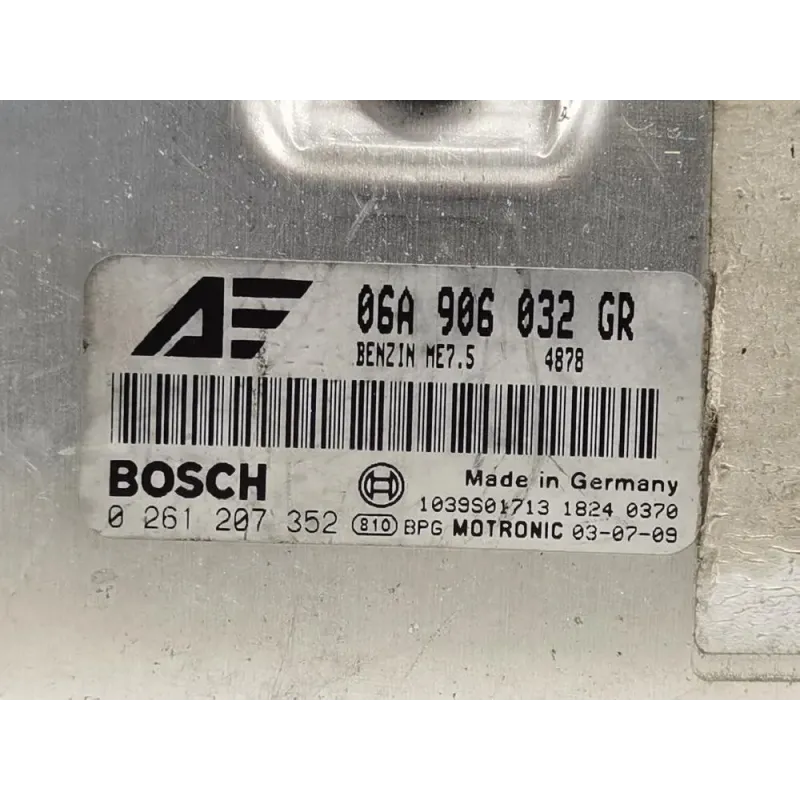 AE 06A 906 032 GR
BENZIN ME7.5 4878
BOSCH Made in Germany
1039S01713 1824 0370
0 261 207 352 810 BPG MOTRONIC 03-07-09